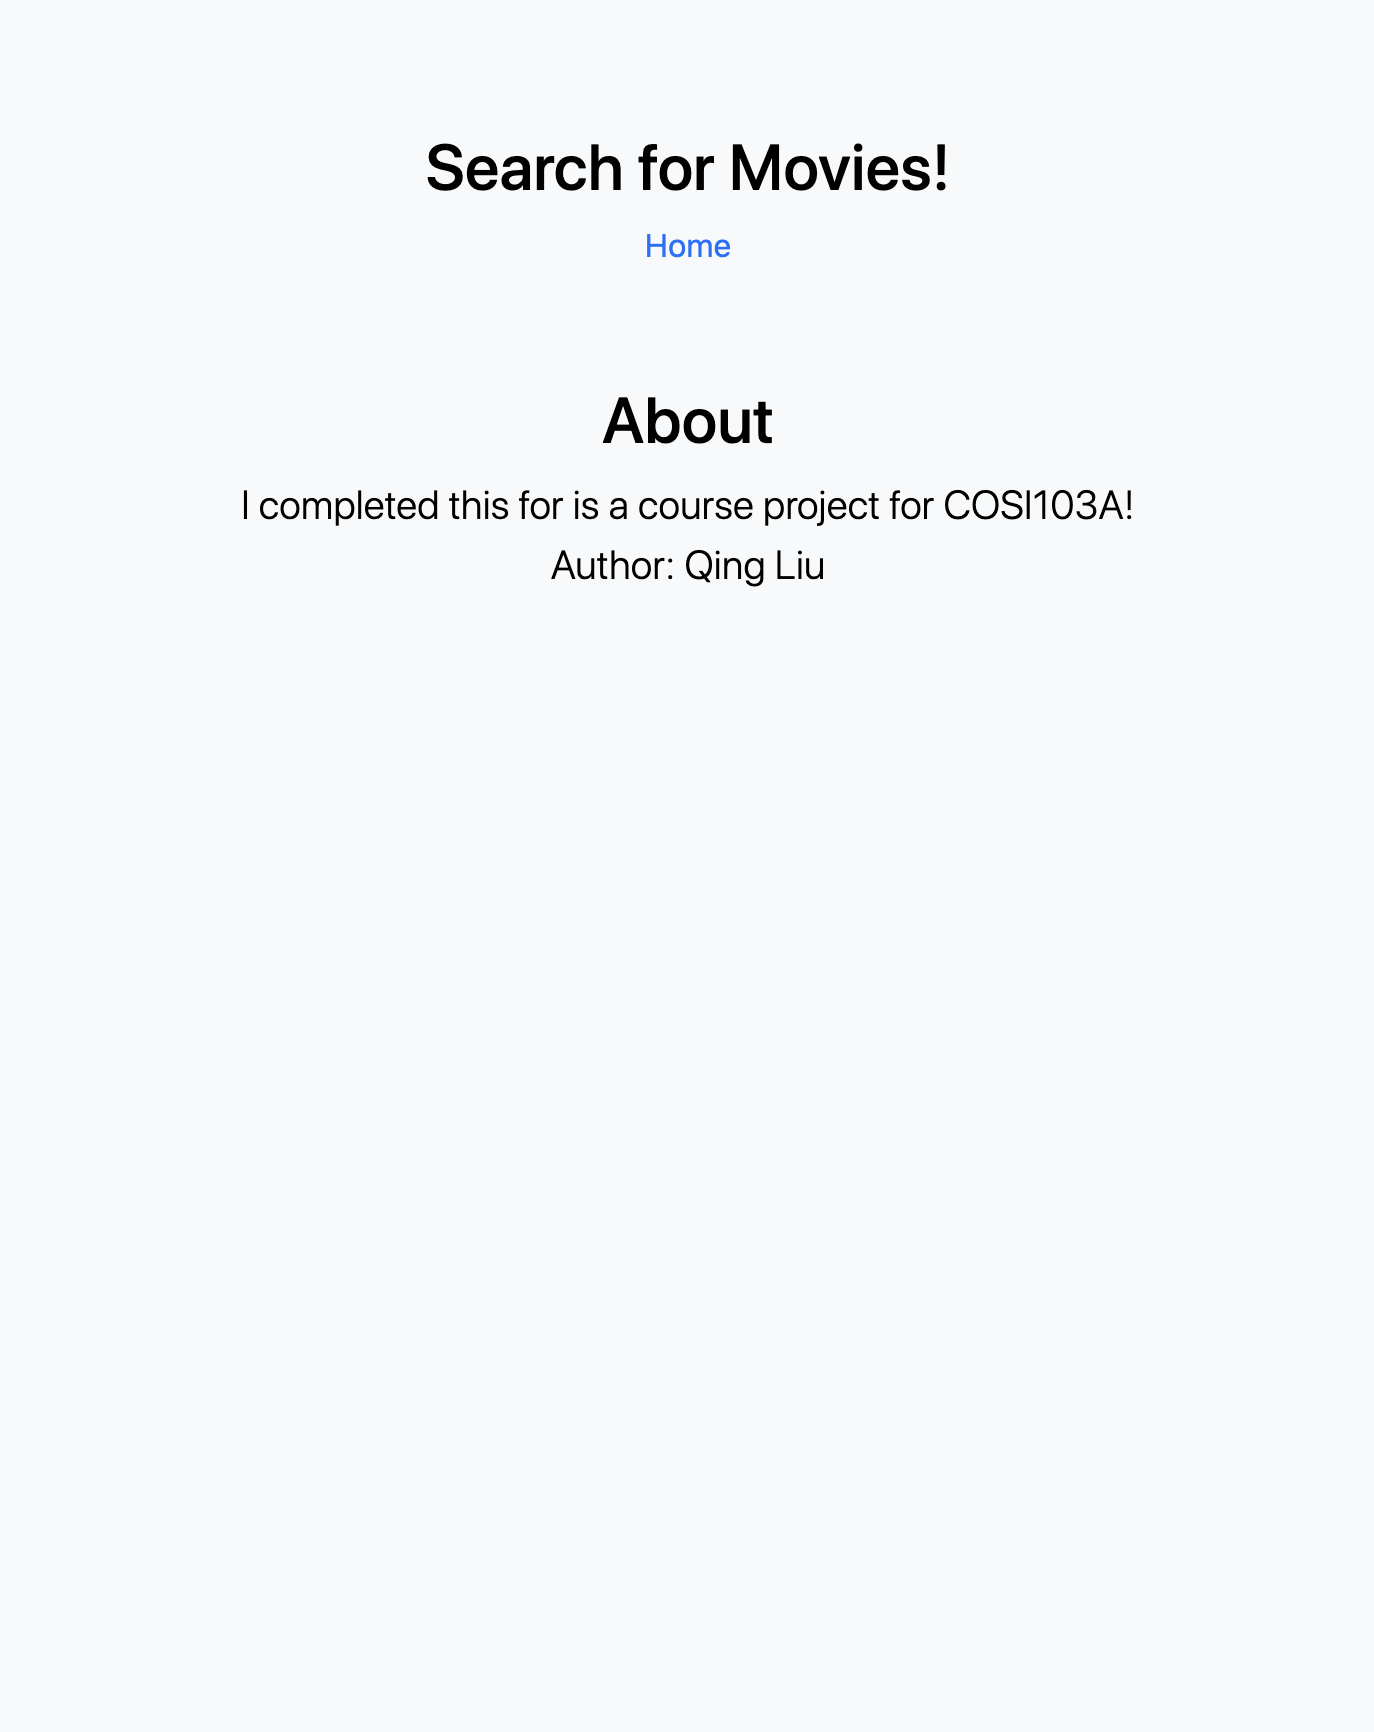 Search for Movies!
Home
About
I completed this for is a course project for COSI103A!
Author: Qing Liu